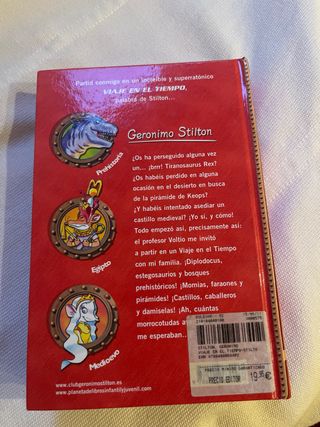 Partid conmigo en un increíble y superratónico
VIAJE EN EL TIEMPO,
palabra de Stilton...
Geronimo Stilton
Prehistoria
¿Os ha perseguido alguna vez
un... ¡brr! Tiranosaurus Rex?
¿Os habéis perdido en alguna
ocasión en el desierto en busca
de la pirámide de Keops?
¿Y habéis intentado asediar un
castillo medieval? ¡Yo sí, y cómo!
Todo empezó así, precisamente así:
el profesor Voltio me invitó
a partir en un Viaje en el Tiempo
con mi familia. ¡Diplodocus,
estegosaurios y bosques
prehistóricos! ¡Momias, faraones y
pirámides! ¡Castillos, caballeros
y damiselas! ¡Ah, cuántas
morrocotudas
me esperaban...
Egipto
Medioevo
www.clubgeronimostilton.es
www.planetadelibrosinfantilyjuvenil.com
STILTON, GERONIMO
VIAJE EN EL TIEMPO-STILTO
PRECIO MINIMO GARANTIZADO
PRECIO EDITOR
19.95€